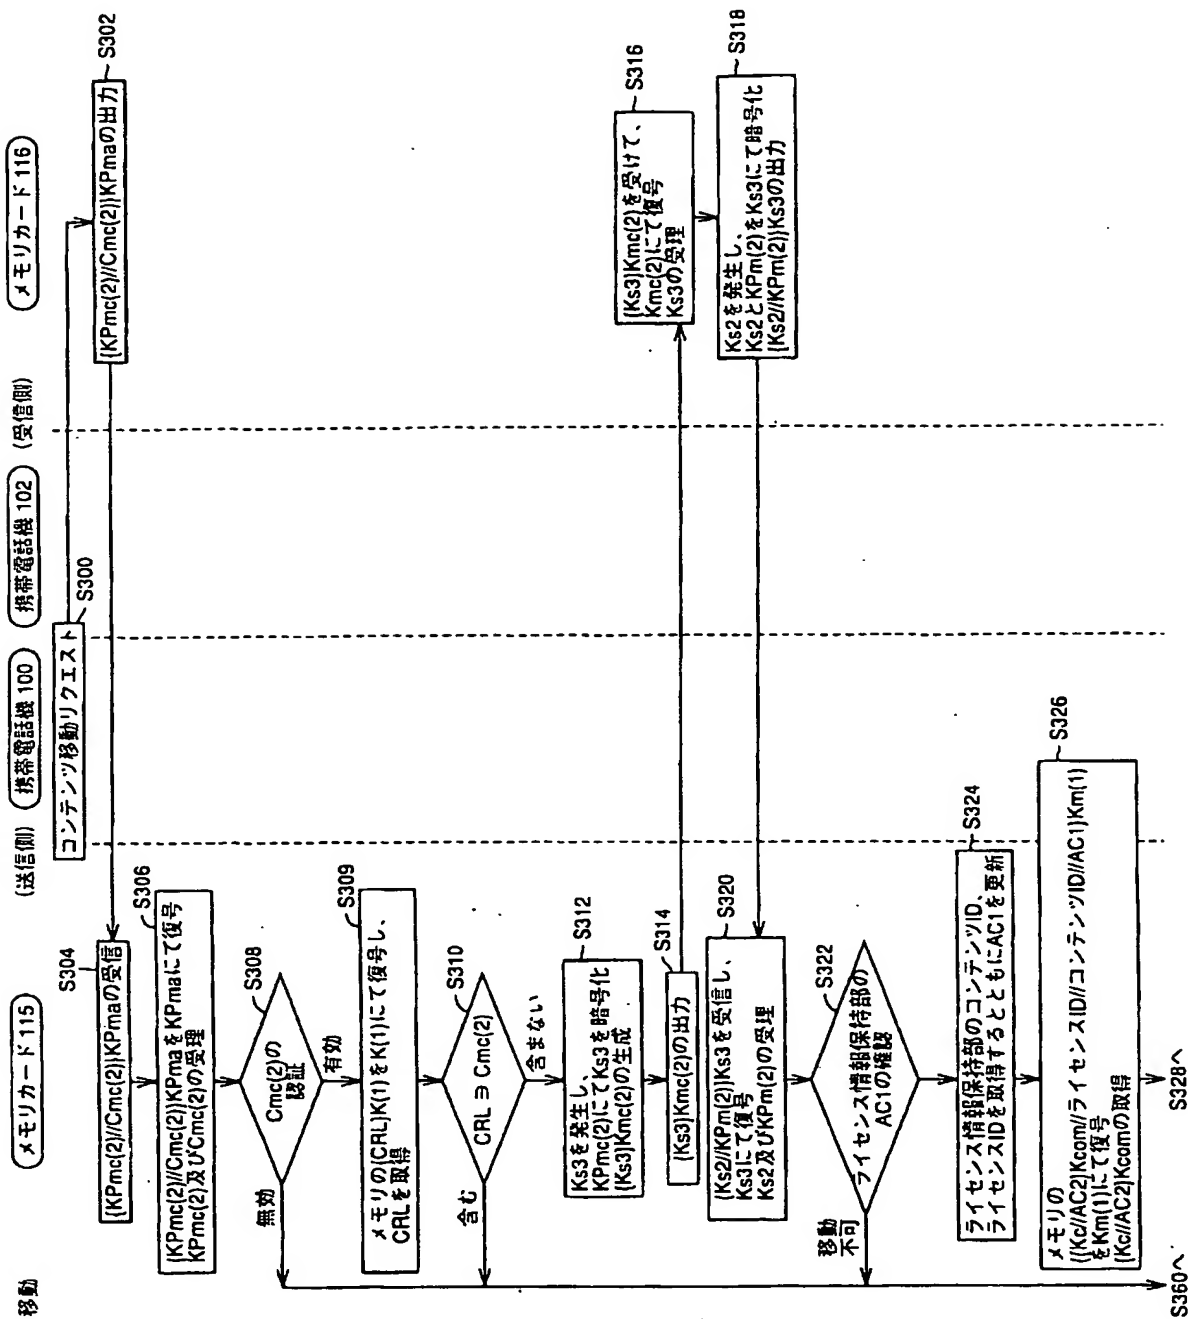 移動
メモリカード 115
(送信側)
携帯電話機 100
携帯電話機 102
(受信側)
メモリカード 116
コンテンツ移動リクエスト
S300
S302
{KPmc(2)//Cmc(2)}KPmaの出力
S304
{KPmc(2)//Cmc(2)}KPmaの受信
S306
{KPmc(2)//Cmc(2)}KPmaをKPmaにて復号
KPmc(2)及びCmc(2)の受理
S308
Cmc(2)の
認証
無効
有効
S309
メモリの{CRL}K(1)をK(1)にて復号し、
CRLを取得
S310
CRL∋Cmc(2)
含む
含まない
S312
Ks3を発生し、
KPmc(2)にてKs3を暗号化
{Ks3}Kmc(2)の生成
S314
{Ks3}Kmc(2)の出力
S316
{Ks3}Kmc(2)を受けて、
Kmc(2)にて復号
Ks3の受理
S318
Ks2を発生し、
Ks2とKPm(2)をKs3にて暗号化
{Ks2//KPm(2)}Ks3の出力
S320
{Ks2//KPm(2)}Ks3を受信し、
Ks3にて復号
Ks2及びKPm(2)の受理
S322
ライセンス情報保持部の
AC1の確認
移動
不可
S324
ライセンス情報保持部のコンテンツID、
ライセンスIDを取得するとともにAC1を更新
S326
メモリの
{{Kc//AC2}Kcom//ライセンスID//コンテンツID//AC1}Km(1)
をKm(1)にて復号
{Kc//AC2}Kcomの取得
S360へ
S328へ